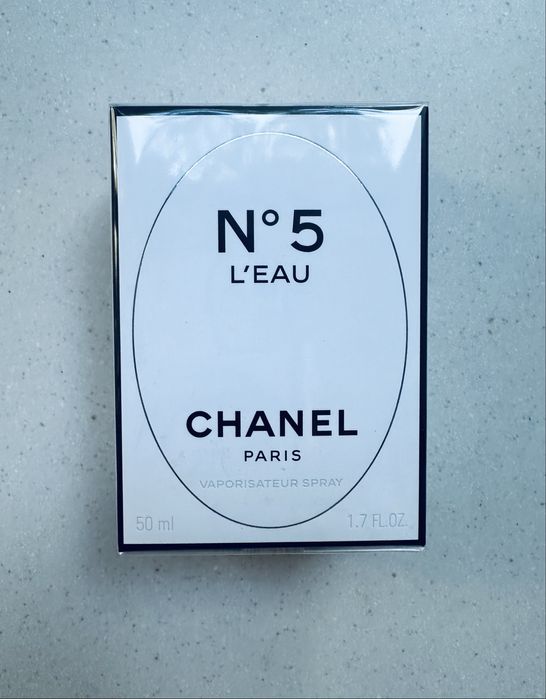 N°5
L'EAU
CHANEL
PARIS
VAPORISATEUR SPRAY
50 ml 1.7 FL.OZ.